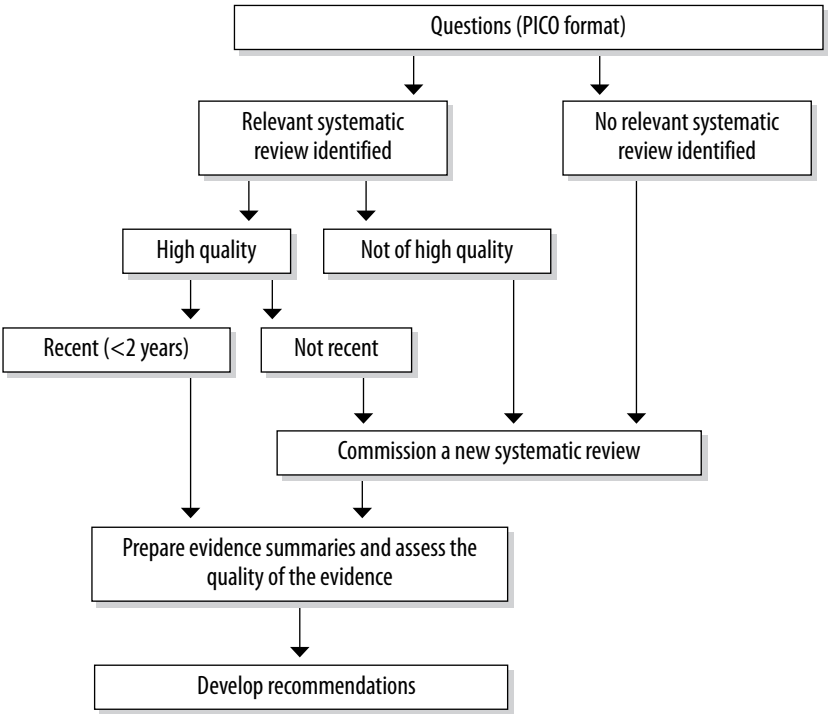 Questions (PICO format)
Relevant systematic
review identified
No relevant systematic
review identified
High quality
Not of high quality
Recent (<2 years)
Not recent
Commission a new systematic review
Prepare evidence summaries and assess the
quality of the evidence
Develop recommendations